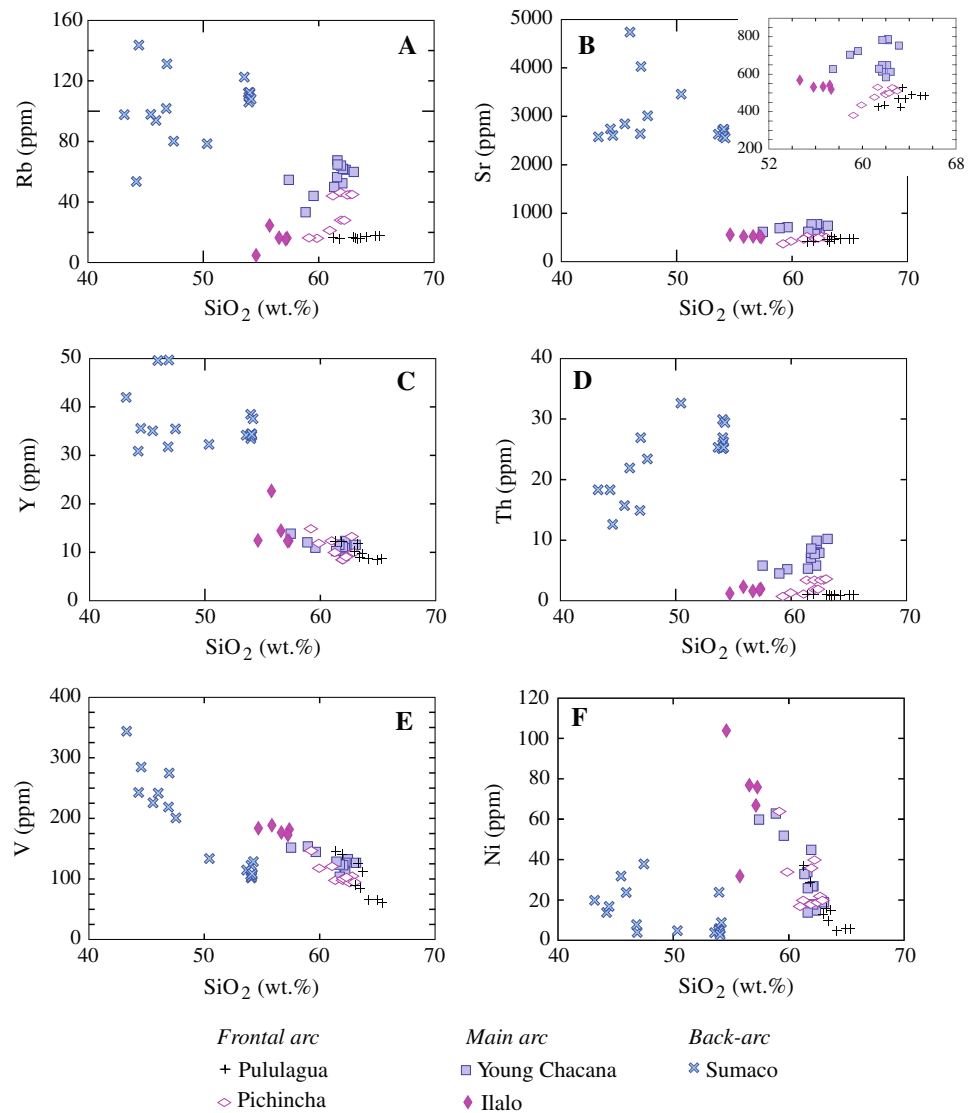 A
Rb (ppm)
160
120
80
40
0
40 50 60 70
SiO2 (wt.%)
B
Sr (ppm)
5000
4000
3000
2000
1000
0
40 50 60 70
SiO2 (wt.%)
800
600
400
200
52 60 68
C
Y (ppm)
50
40
30
20
10
0
40 50 60 70
SiO2 (wt.%)
D
Th (ppm)
40
30
20
10
0
40 50 60 70
SiO2 (wt.%)
E
V (ppm)
400
300
200
100
0
40 50 60 70
SiO2 (wt.%)
F
Ni (ppm)
120
100
80
60
40
20
0
40 50 60 70
SiO2 (wt.%)
Frontal arc Main arc Back-arc
Pululagua Young Chacana Sumaco
Pichincha Ilalo